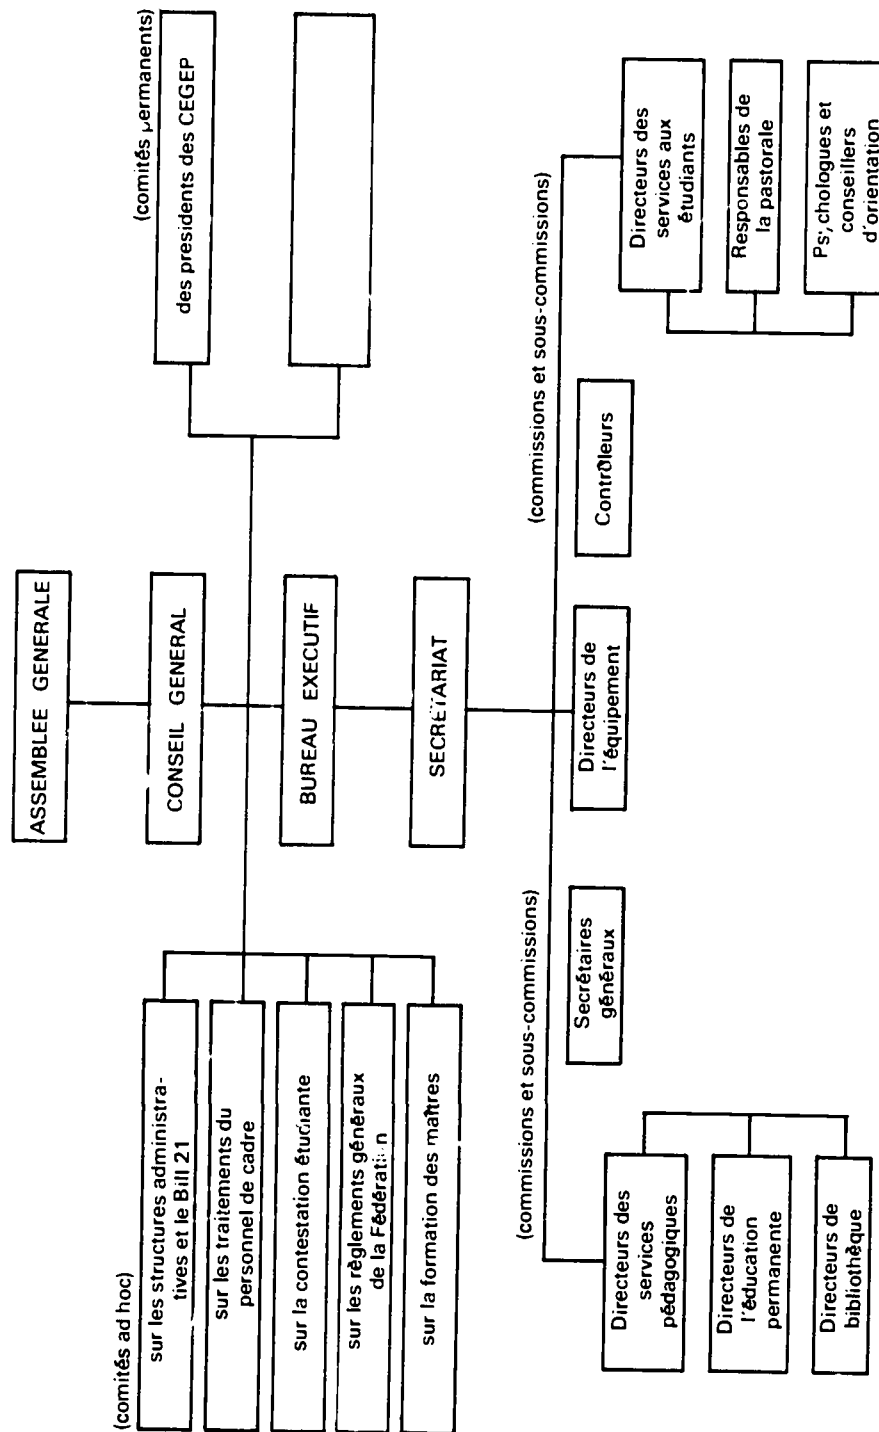 ASSEMBLEE GENERALE
CONSEIL GENERAL
BUREAU EXECUTIF
SECRETARIAT
(comités ad hoc)
sur les structures administra-
tives et le Bill 21
sur les traitements du
personnel de cadre
sur la contestation étudiante
sur les règlements généraux
de la Fédération
sur la formation des maîtres
(comités permanents)
des presidents des CEGEP
(commissions et sous-commissions)
Directeurs des
services
pédagogiques
Directeurs de
l'éducation
permanente
Directeurs de
bibliothèque
Secrétaires
généraux
Directeurs de
l'équipement
Contrôleurs
(commissions et sous-commissions)
Directeurs des
services aux
étudiants
Responsables de
la pastorale
Ps; chologues et
conseillers
d'orientation